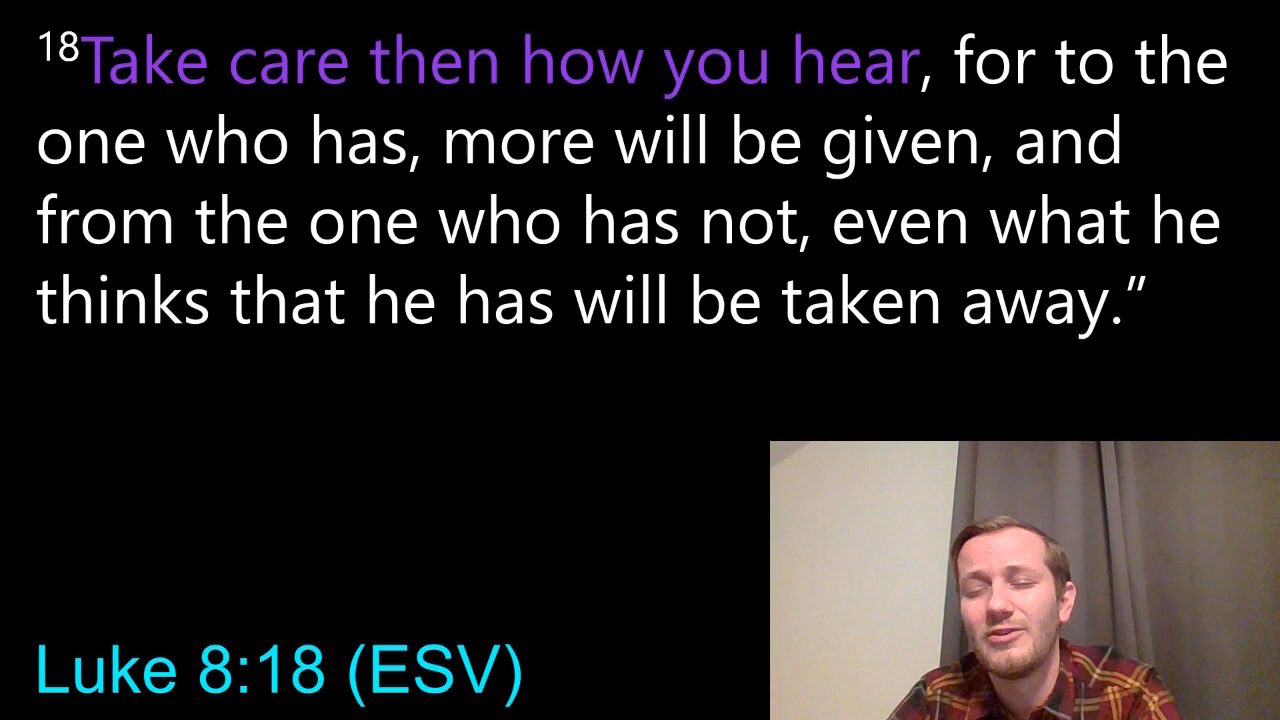 18Take care then how you hear, for to the
one who has, more will be given, and
from the one who has not, even what he
thinks that he has will be taken away.”
Luke 8:18 (ESV)